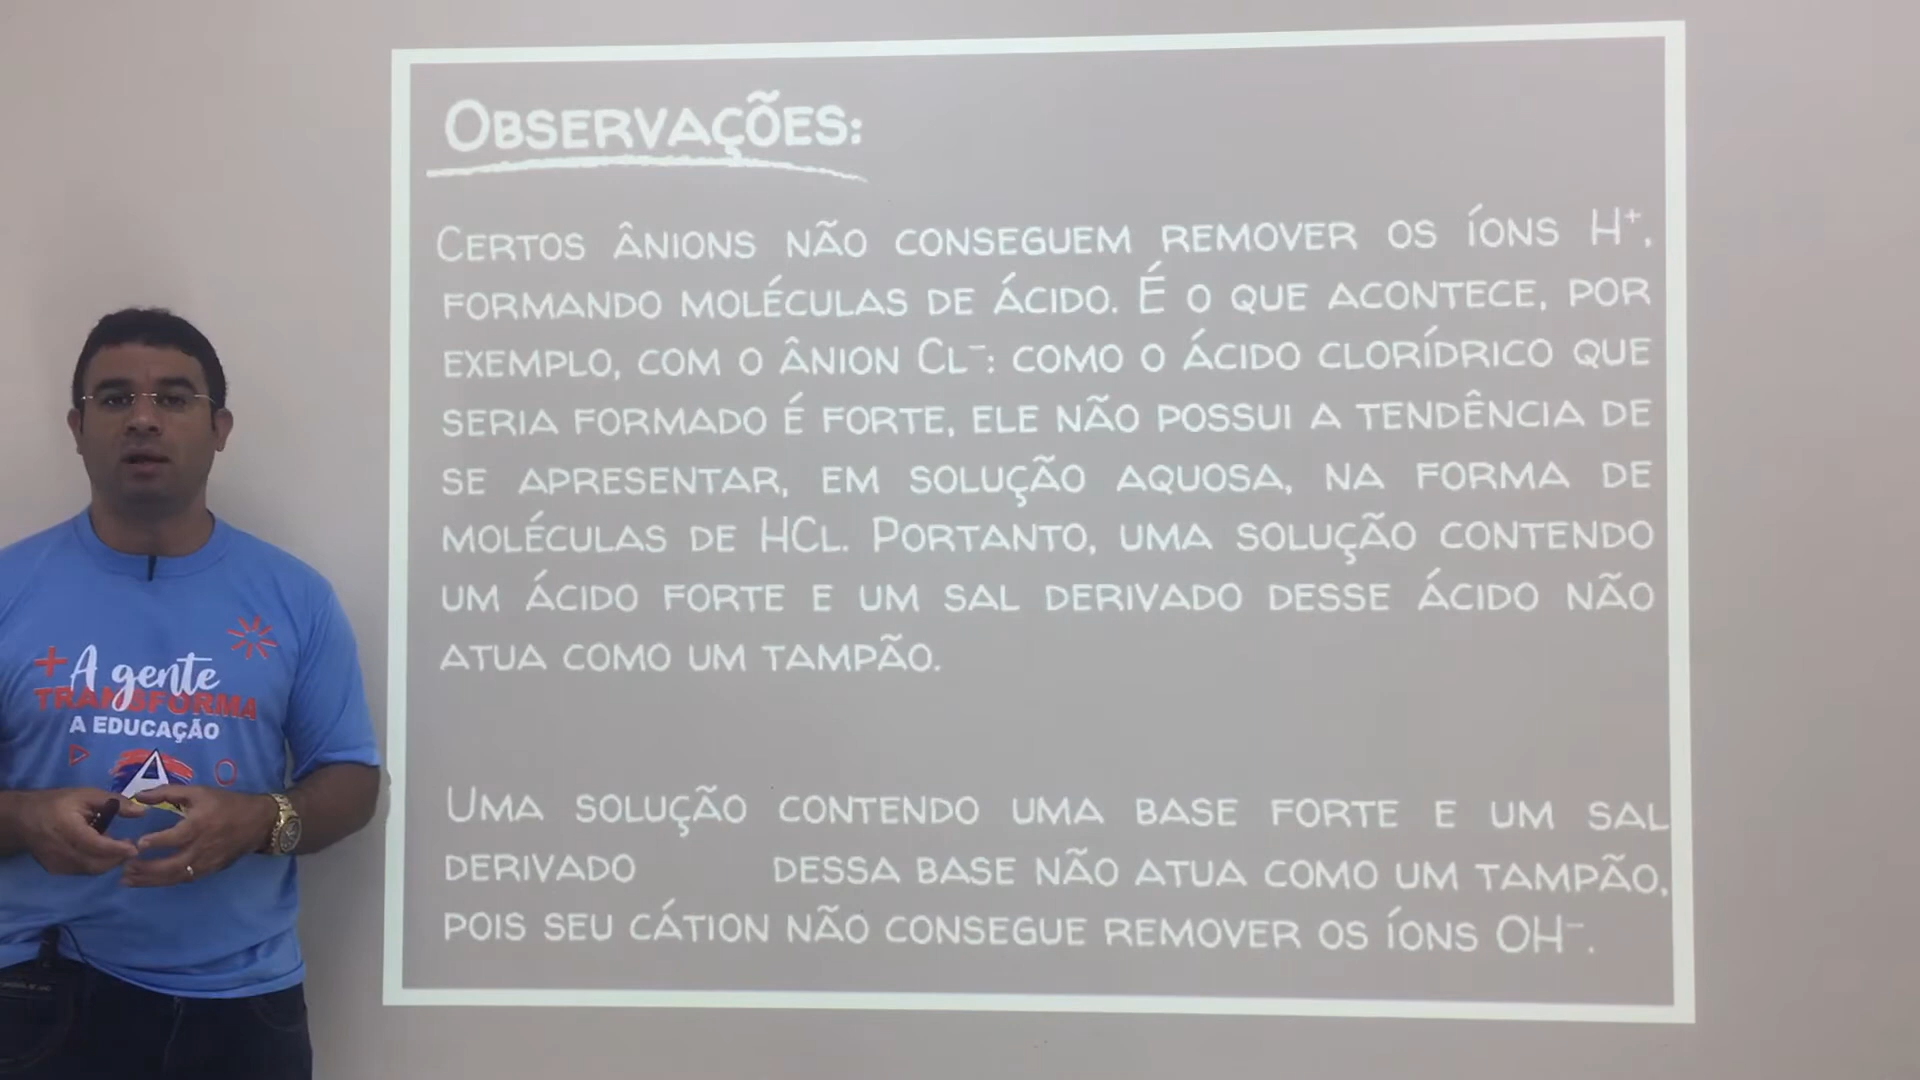 Observações:
Certos ânions não conseguem remover os íons H⁺,
formando moléculas de ácido. É o que acontece, por
exemplo, com o ânion Cl⁻: como o ácido clorídrico que
seria formado é forte, ele não possui a tendência de
se apresentar, em solução aquosa, na forma de
moléculas de HCl. Portanto, uma solução contendo
um ácido forte e um sal derivado desse ácido não
atua como um tampão.
Uma solução contendo uma base forte e um sal
derivado dessa base não atua como um tampão,
pois seu cátion não consegue remover os íons OH⁻.
+ A gente
TRANSFORMA
A EDUCAÇÃO